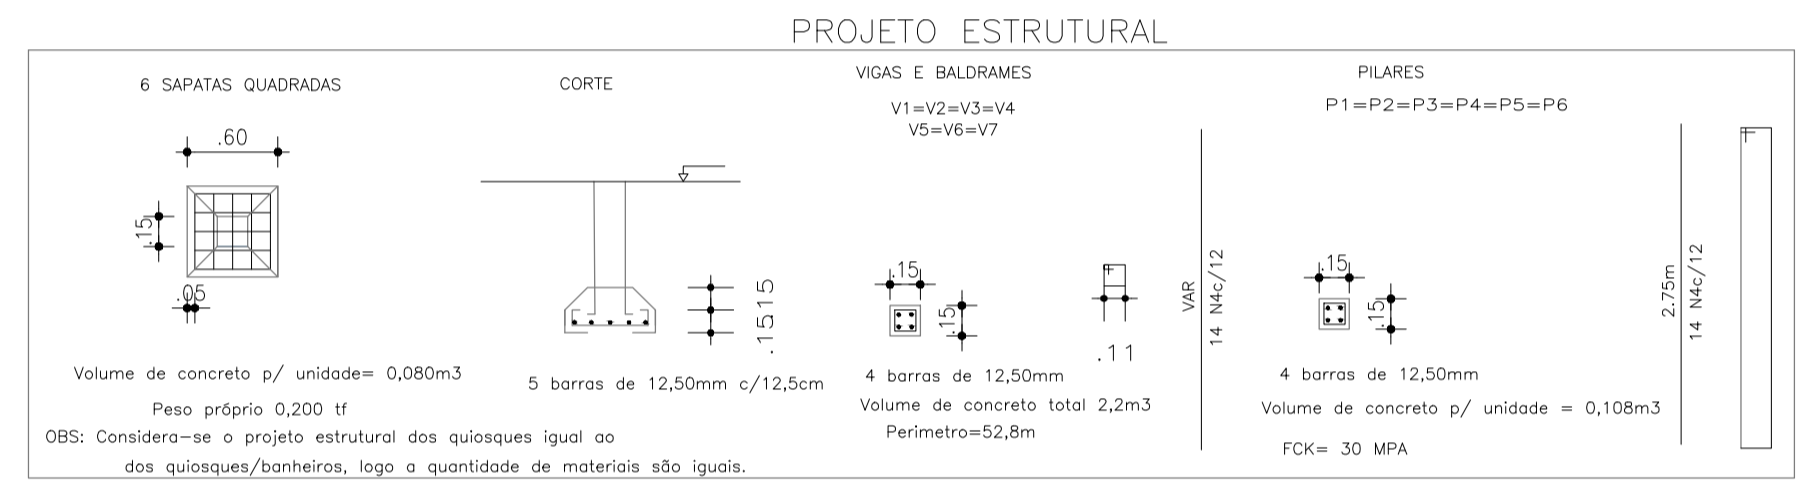 PROJETO ESTRUTURAL
6 SAPATAS QUADRADAS
.60
.15
.05
Volume de concreto p/ unidade= 0,080m3
Peso próprio 0,200 tf
OBS: Considera-se o projeto estrutural dos quiosques igual ao
dos quiosques/banheiros, logo a quantidade de materiais são iguais.
CORTE
.15
15
5 barras de 12,50mm c/12,5cm
VIGAS E BALDRAMES
V1=V2=V3=V4
V5=V6=V7
.15
.15
.11
VAR
14 N4c/12
4 barras de 12,50mm
Volume de concreto total 2,2m3
Perimetro=52,8m
PILARES
P1=P2=P3=P4=P5=P6
.15
.15
2.75m
14 N4c/12
4 barras de 12,50mm
Volume de concreto p/ unidade = 0,108m3
FCK= 30 MPA